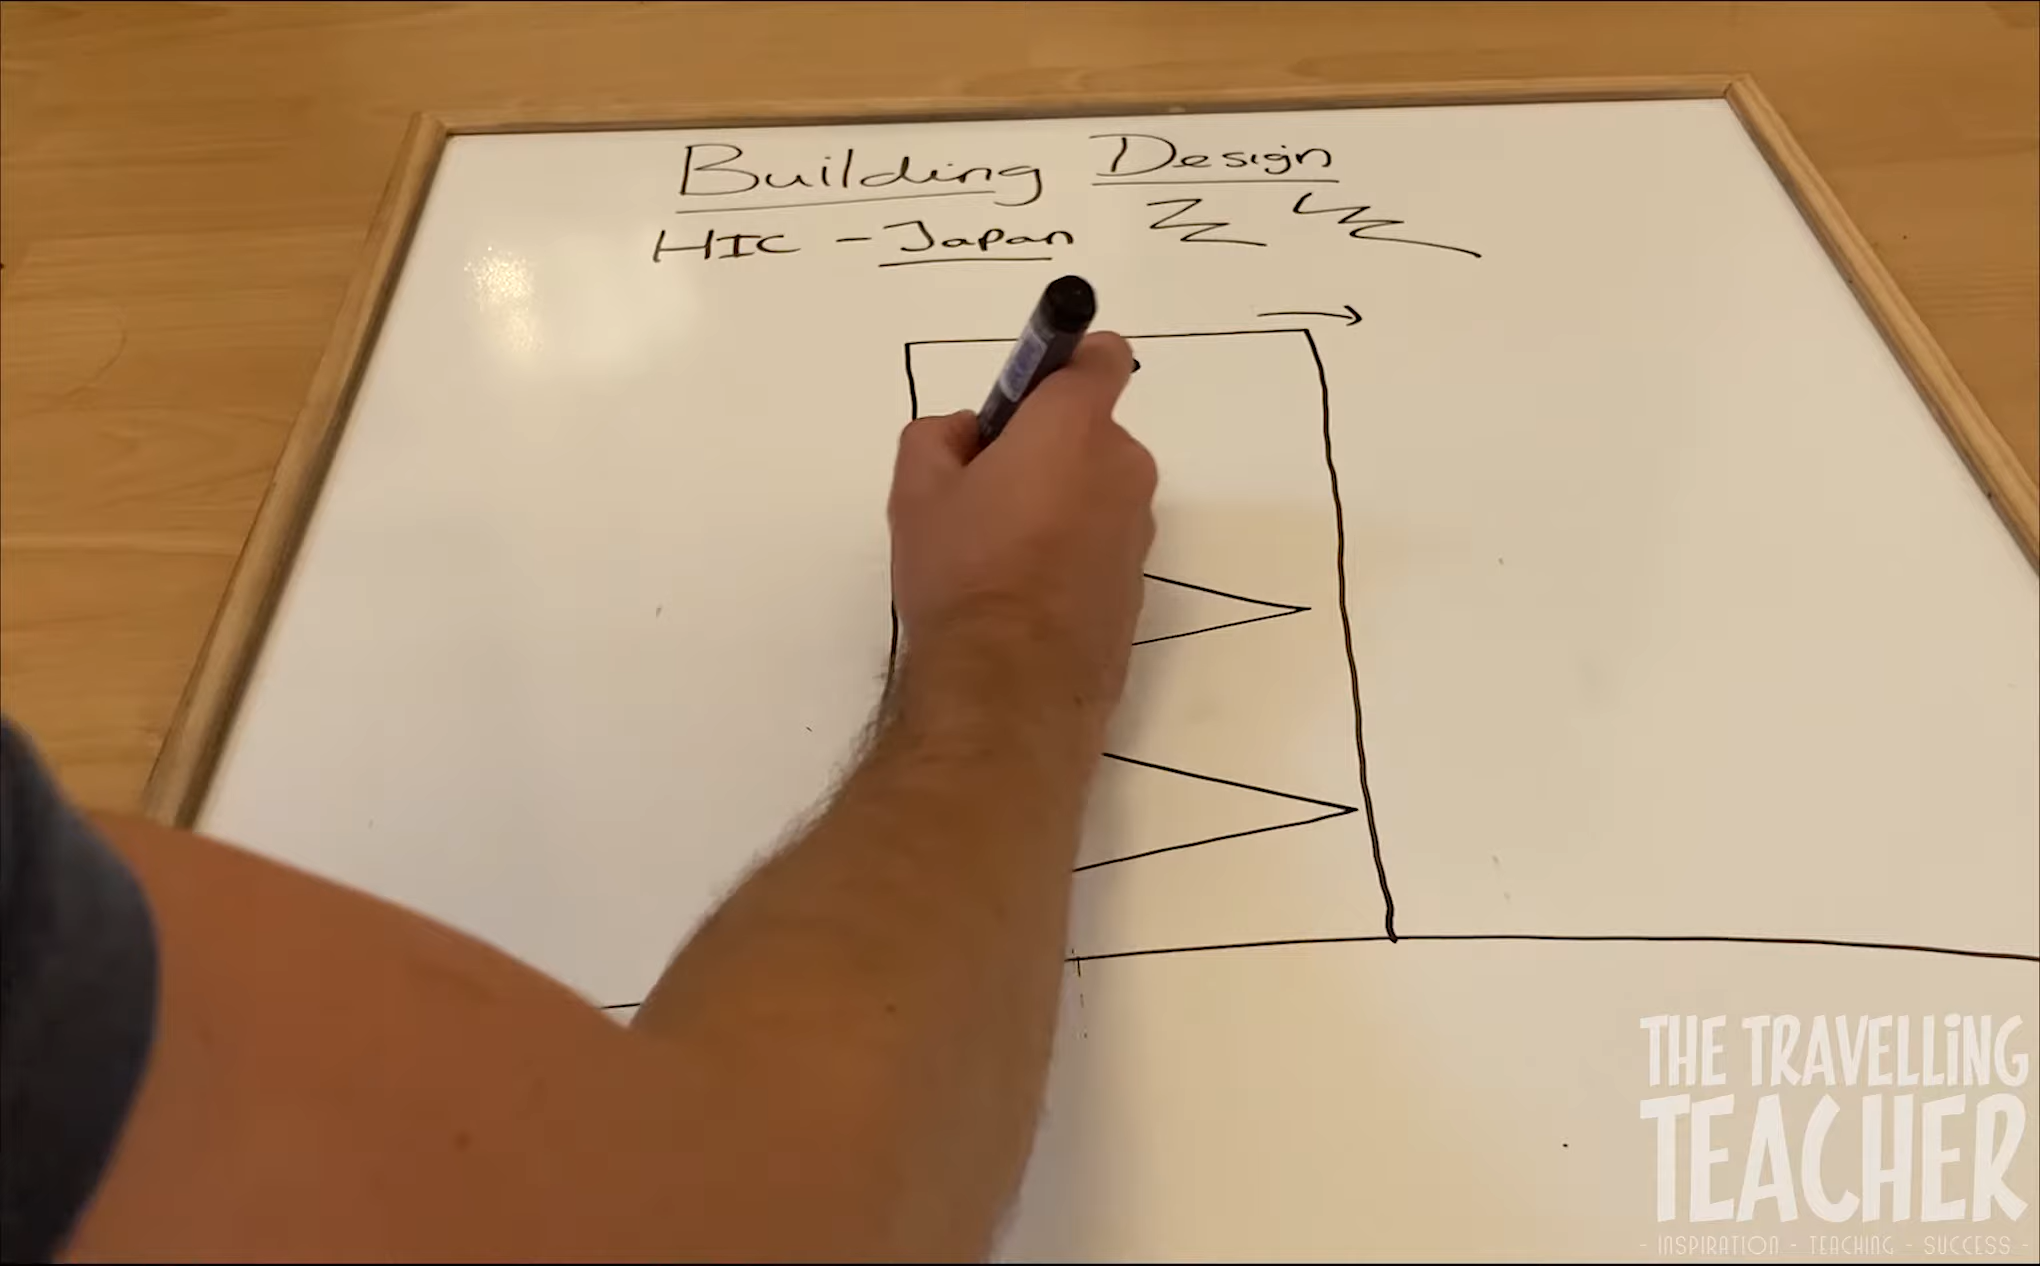 Building Design
HIC - Japan
THE TRAVELLING
TEACHER
- INSPIRATION - TEACHING - SUCCESS -